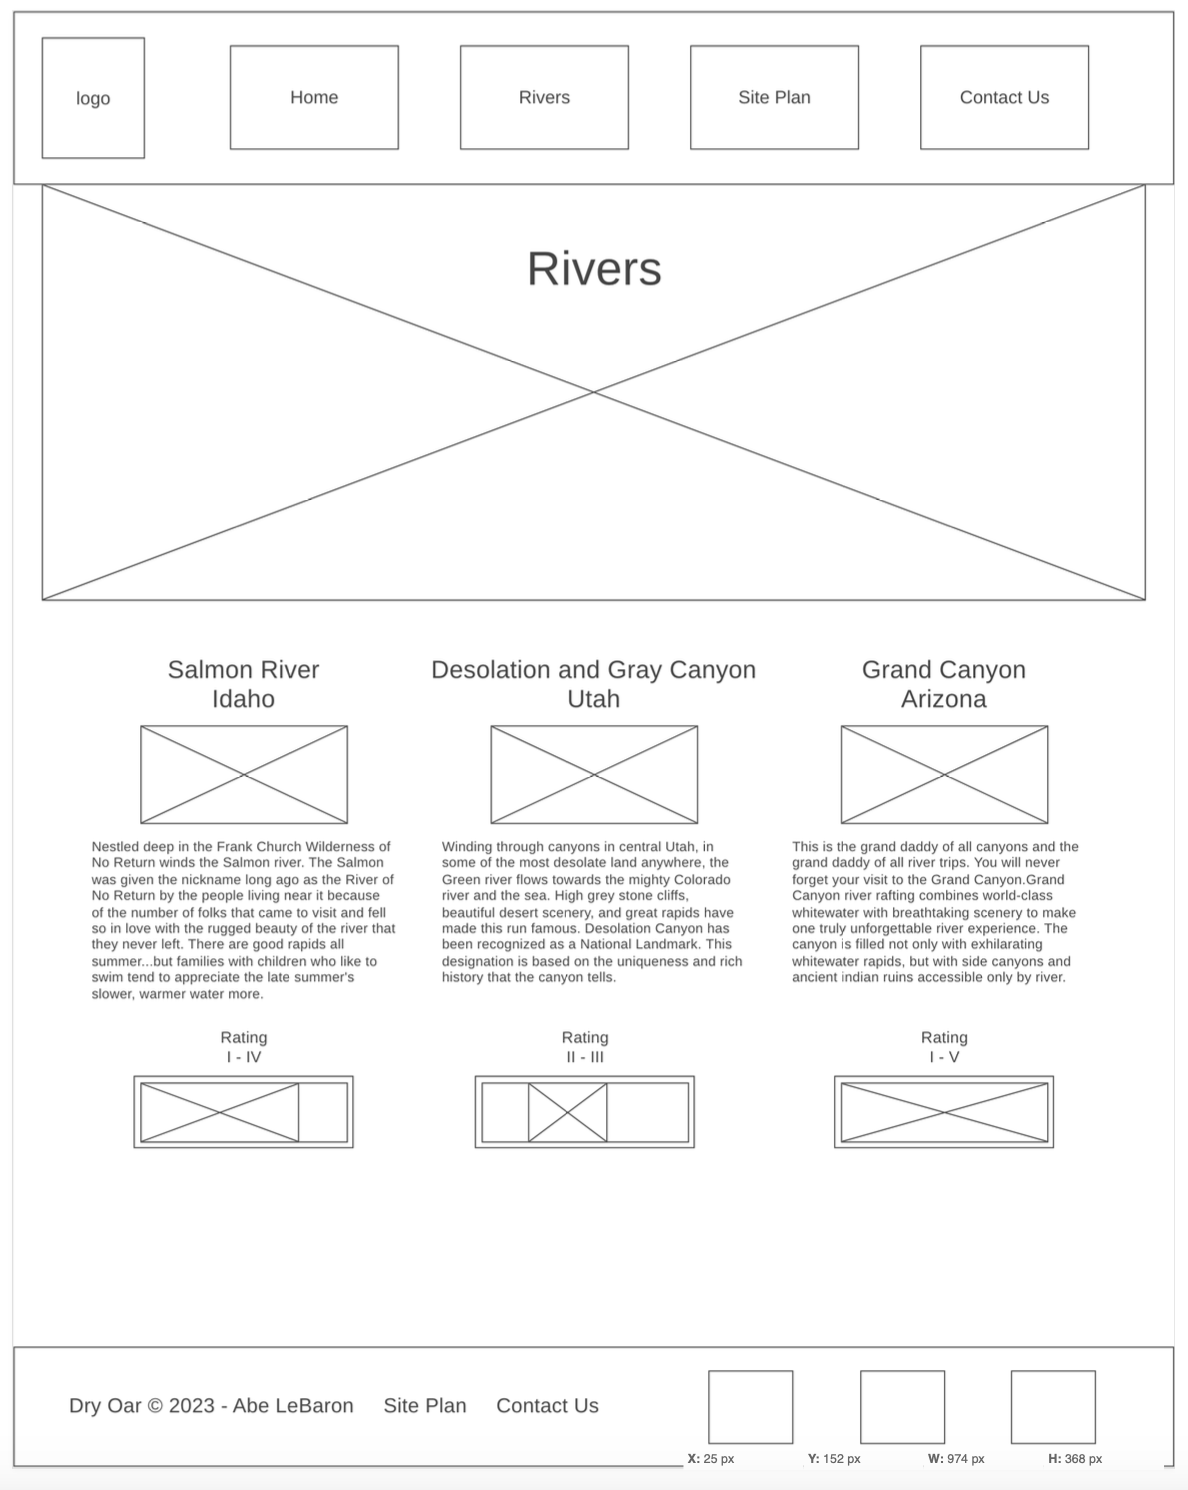 logo
Home
Rivers
Site Plan
Contact Us
Rivers
Salmon River
Idaho
Nestled deep in the Frank Church Wilderness of
No Return winds the Salmon river. The Salmon
was given the nickname long ago as the River of
No Return by the people living near it because
of the number of folks that came to visit and fell
so in love with the rugged beauty of the river that
they never left. There are good rapids all
summer...but families with children who like to
swim tend to appreciate the late summer's
slower, warmer water more.
Rating
I - IV
Desolation and Gray Canyon
Utah
Winding through canyons in central Utah, in
some of the most desolate land anywhere, the
Green river flows towards the mighty Colorado
river and the sea. High grey stone cliffs,
beautiful desert scenery, and great rapids have
made this run famous. Desolation Canyon has
been recognized as a National Landmark. This
designation is based on the uniqueness and rich
history that the canyon tells.
Rating
II - III
Grand Canyon
Arizona
This is the grand daddy of all canyons and the
grand daddy of all river trips. You will never
forget your visit to the Grand Canyon.Grand
Canyon river rafting combines world-class
whitewater with breathtaking scenery to make
one truly unforgettable river experience. The
canyon is filled not only with exhilarating
whitewater rapids, but with side canyons and
ancient indian ruins accessible only by river.
Rating
I - V
Dry Oar © 2023 - Abe LeBaron
Site Plan
Contact Us
X: 25 px
Y: 152 px
W: 974 px
H: 368 px